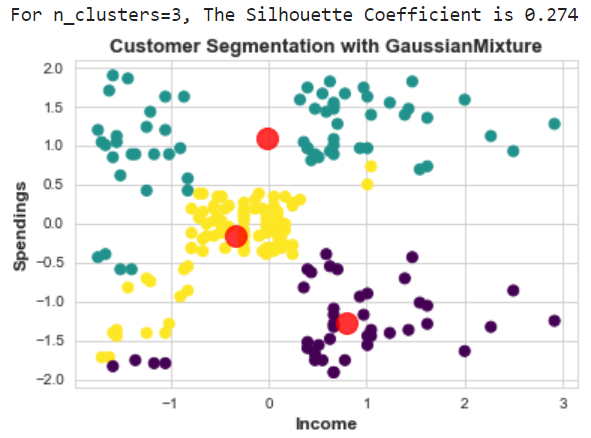 For n_clusters=3, The Silhouette Coefficient is 0.274
Customer Segmentation with GaussianMixture
2.0
1.5
1.0
0.5
0.0
−0.5
−1.0
−1.5
−2.0
Spendings
−1 0 1 2 3
Income